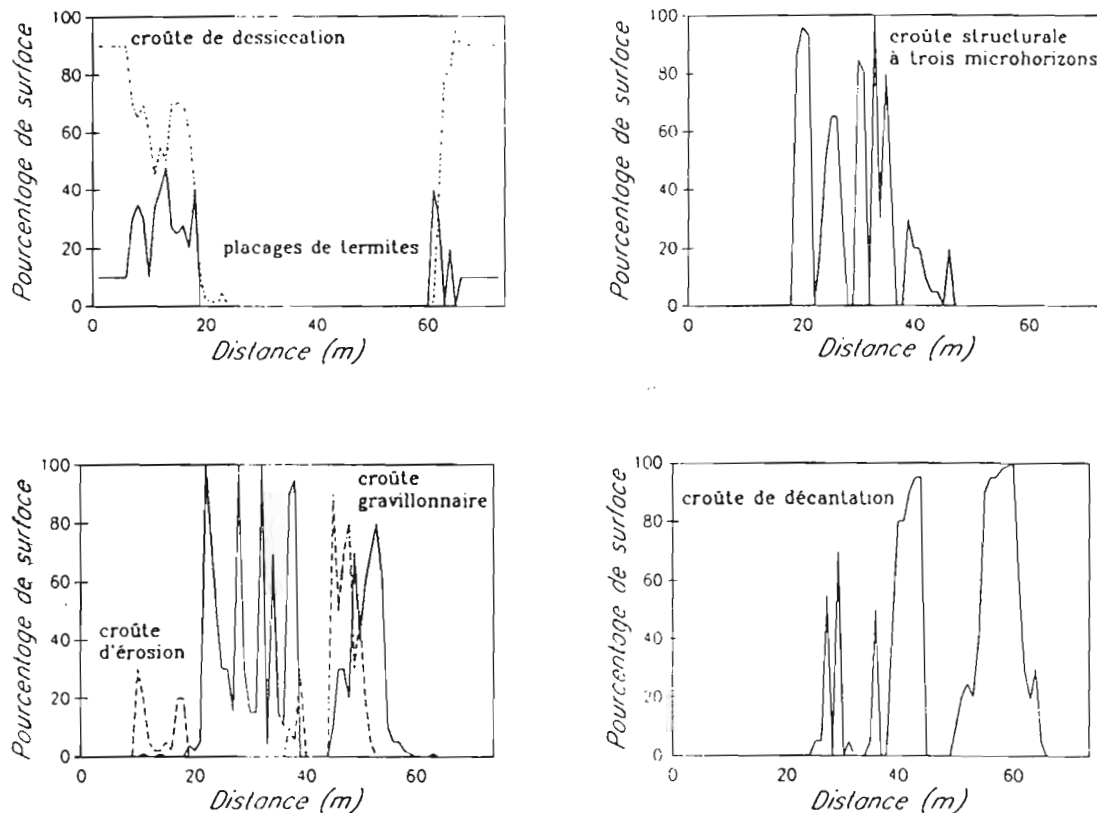 Pourcentage de surface
100
80
60
40
20
0
croûte de dessiccation
placages de termites
0 20 40 60
Distance (m)
Pourcentage de surface
100
80
60
40
20
0
croûte structurale
à trois microhorizons
0 20 40 60
Distance (m)
Pourcentage de surface
100
80
60
40
20
0
croûte
gravillonnaire
croûte
d'érosion
0 20 40 60
Distance (m)
Pourcentage de surface
100
80
60
40
20
0
croûte de décantation
0 20 40 60
Distance (m)